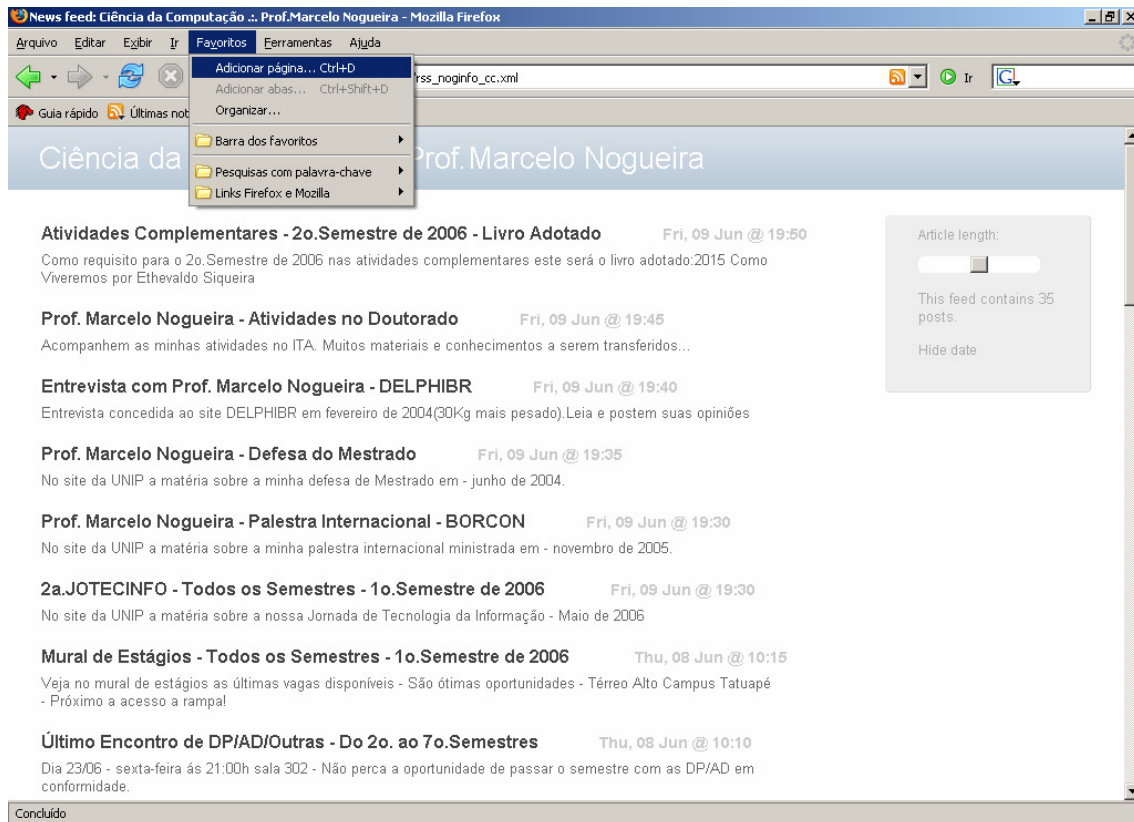 News feed: Ciência da Computação .:. Prof.Marcelo Nogueira - Mozilla Firefox
Arquivo Editar Exibir Ir Favoritos Ferramentas Ajuda
Adicionar página... Ctrl+D
rss_noginfo_cc.xml
Ir
G
Adicionar abas... Ctrl+Shift+D
Guia rápido Últimas not
Organizar...
Barra dos favoritos
Pesquisas com palavra-chave
Links Firefox e Mozilla
Ciência da Prof.Marcelo Nogueira
Atividades Complementares - 2o.Semestre de 2006 - Livro Adotado Fri, 09 Jun @ 19:50
Como requisito para o 2o.Semestre de 2006 nas atividades complementares este será o livro adotado:2015 Como
Viveremos por Ethevaldo Siqueira
Article length:
This feed contains 35
posts.
Hide date
Prof. Marcelo Nogueira - Atividades no Doutorado Fri, 09 Jun @ 19:45
Acompanhem as minhas atividades no ITA. Muitos materiais e conhecimentos a serem transferidos...
Entrevista com Prof. Marcelo Nogueira - DELPHIBR Fri, 09 Jun @ 19:40
Entrevista concedida ao site DELPHIBR em fevereiro de 2004(30Kg mais pesado).Leia e postem suas opiniões
Prof. Marcelo Nogueira - Defesa do Mestrado Fri, 09 Jun @ 19:35
No site da UNIP a matéria sobre a minha defesa de Mestrado em - junho de 2004.
Prof. Marcelo Nogueira - Palestra Internacional - BORCON Fri, 09 Jun @ 19:30
No site da UNIP a matéria sobre a minha palestra internacional ministrada em - novembro de 2005.
2a.JOTECINFO - Todos os Semestres - 1o.Semestre de 2006 Fri, 09 Jun @ 19:30
No site da UNIP a matéria sobre a nossa Jornada de Tecnologia da Informação - Maio de 2006
Mural de Estágios - Todos os Semestres - 1o.Semestre de 2006 Thu, 08 Jun @ 10:15
Veja no mural de estágios as últimas vagas disponíveis - São ótimas oportunidades - Térreo Alto Campus Tatuapé
- Próximo a acesso a rampa!
Último Encontro de DP/AD/Outras - Do 2o. ao 7o.Semestres Thu, 08 Jun @ 10:10
Dia 23/06 - sexta-feira ás 21:00h sala 302 - Não perca a oportunidade de passar o semestre com as DP/AD em
conformidade.
Concluído